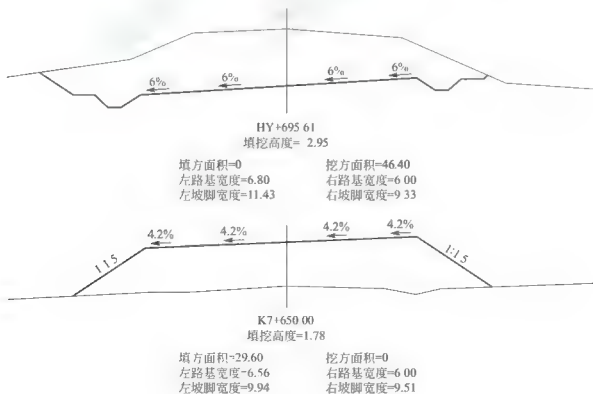 6%  6%  6%  6%
HY+695 61
填挖高度= 2.95
填方面积=0  挖方面积=46.40
左路基宽度=6.80  右路基宽度=6 00
左坡脚宽度=11.43  右坡脚宽度=9 33
4.2%  4.2%  4.2%  4.2%
1 1 5  1:1 5
K7+650 00
填挖高度=1.78
填方面积=29.60  挖方面积=0
左路基宽度=6.56  右路基宽度=6 00
左坡脚宽度=9.94  右坡脚宽度=9.51